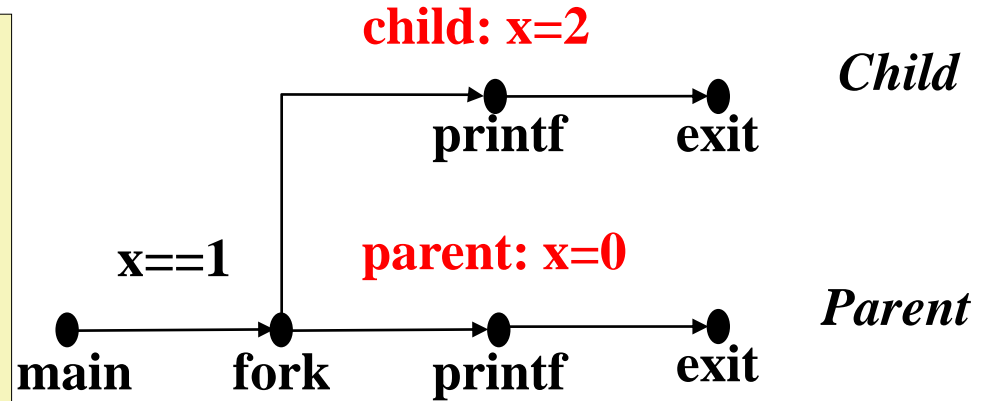 child: x=2
Child
printf
exit
x==1
parent: x=0
Parent
main
fork
printf
exit